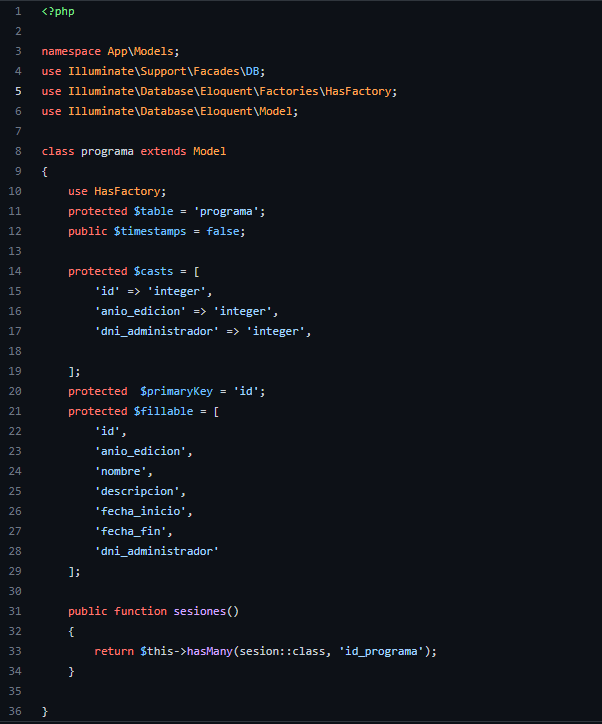 1 <?php
2
3 namespace App\Models;
4 use Illuminate\Support\Facades\DB;
5 use Illuminate\Database\Eloquent\Factories\HasFactory;
6 use Illuminate\Database\Eloquent\Model;
7
8 class programa extends Model
9 {
10     use HasFactory;
11     protected $table = 'programa';
12     public $timestamps = false;
13
14     protected $casts = [
15         'id' => 'integer',
16         'anio_edicion' => 'integer',
17         'dni_administrador' => 'integer',
18
19     ];
20     protected  $primaryKey = 'id';
21     protected $fillable = [
22         'id',
23         'anio_edicion',
24         'nombre',
25         'descripcion',
26         'fecha_inicio',
27         'fecha_fin',
28         'dni_administrador'
29     ];
30
31     public function sesiones()
32     {
33         return $this->hasMany(sesion::class, 'id_programa');
34     }
35
36 }